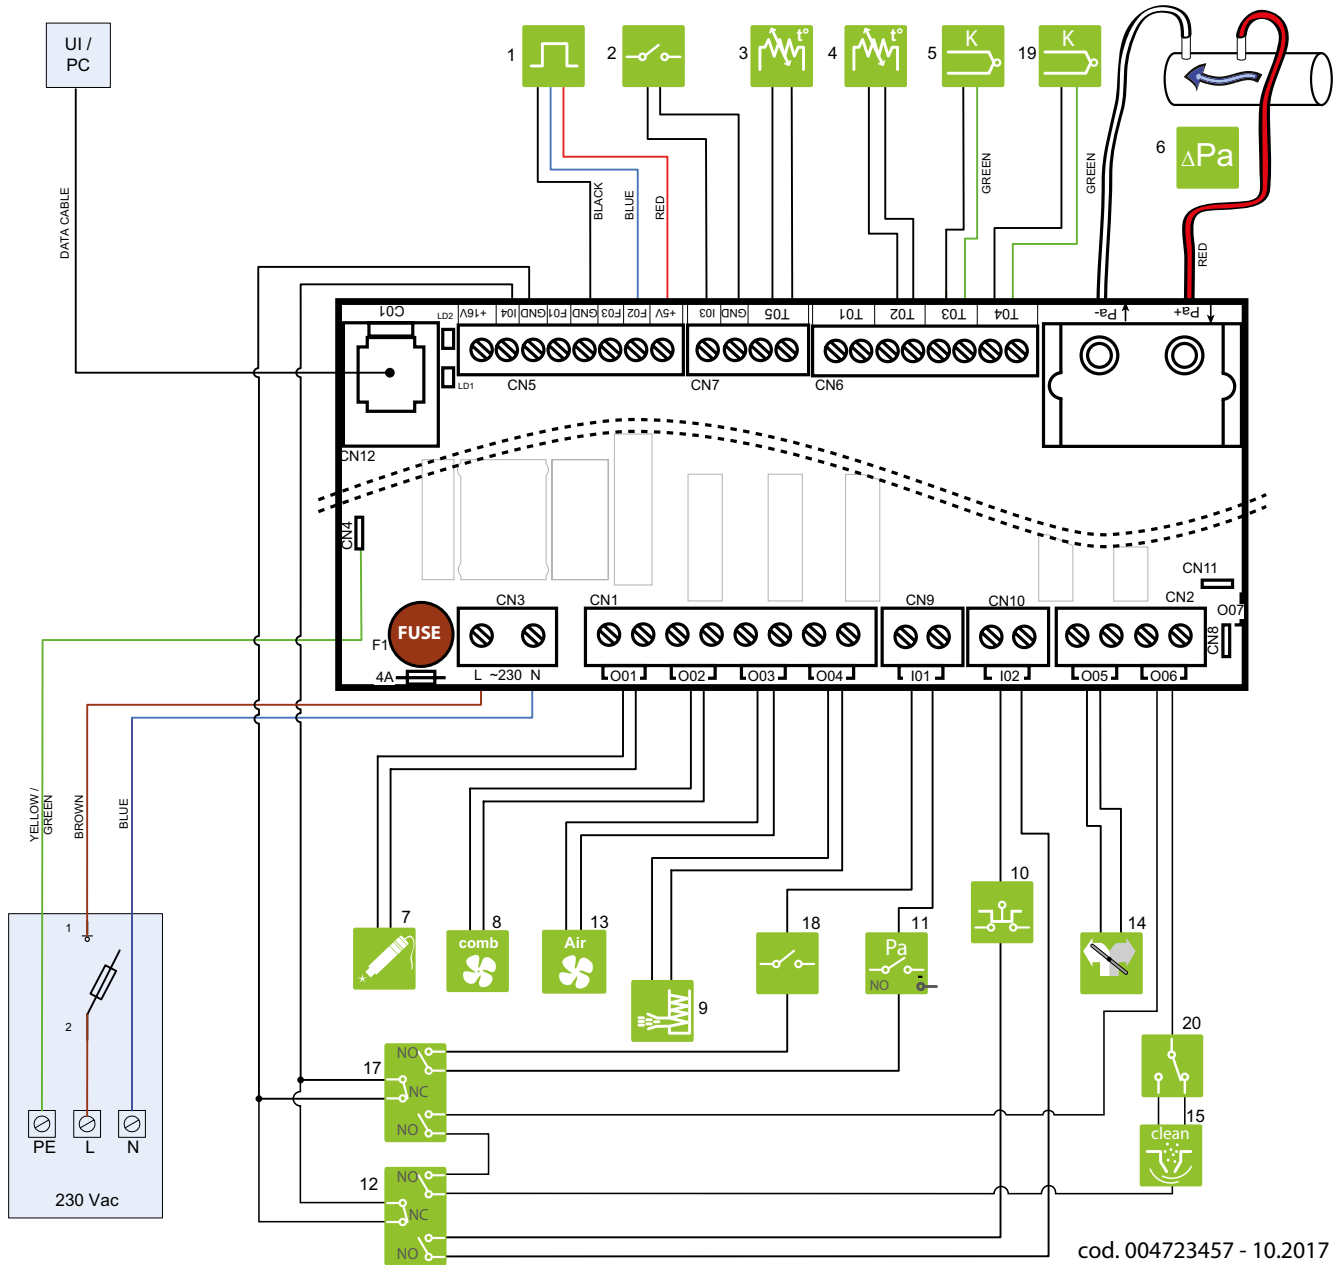 UI /
PC
1
2
3
t°
4
t°
5
K
19
K
6
ΔPa
DATA CABLE
BLACK
BLUE
RED
GREEN
GREEN
RED
C01
LD2
LD1
+16V
I04
GND
F01
GND
F03
F02
+5V
I03
GND
T05
T01
T02
T03
T04
Pa-
Pa+
CN5
CN7
CN6
CN12
CN4
CN11
O07
CN8
CN3
CN1
CN9
CN10
CN2
FUSE
F1
4A
L ~230 N
O01
O02
O03
O04
I01
I02
O05
O06
YELLOW /
GREEN
BROWN
BLUE
7
8
comb
13
Air
9
18
11
Pa
NO
-
10
14
20
15
clean
17
NO
NC
NO
12
NO
NC
NO
1
2
PE
L
N
230 Vac
cod. 004723457 - 10.2017